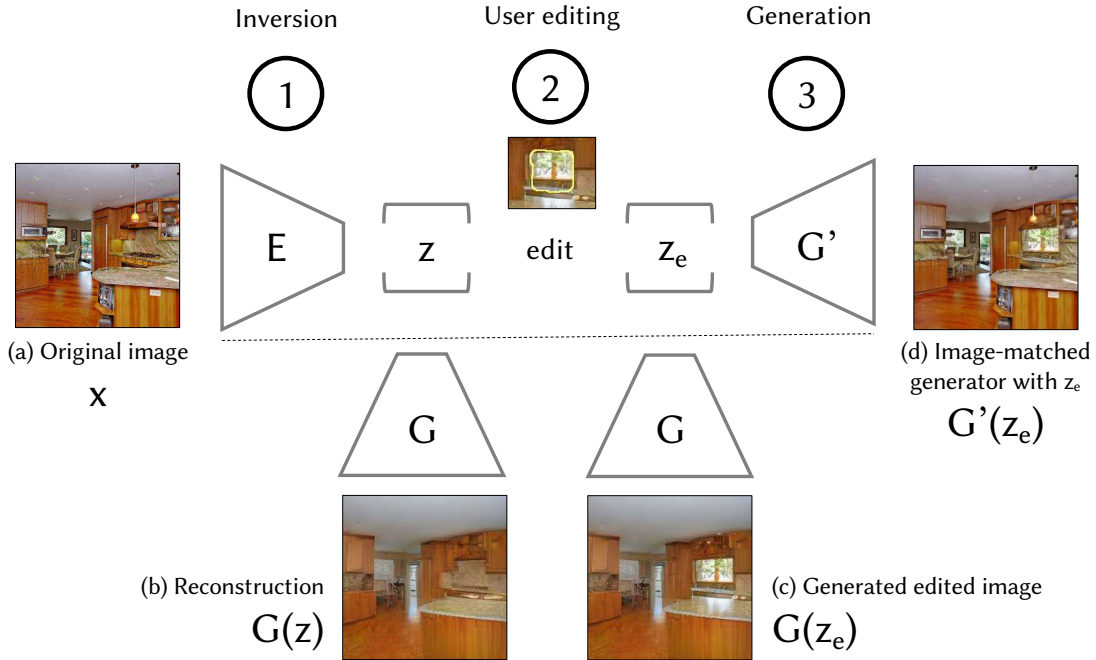 Inversion
User editing
Generation
1
2
3
E
z
edit
zₑ
G'
(a) Original image
x
(d) Image-matched
generator with zₑ
G'(zₑ)
G
G
(b) Reconstruction
G(z)
(c) Generated edited image
G(zₑ)